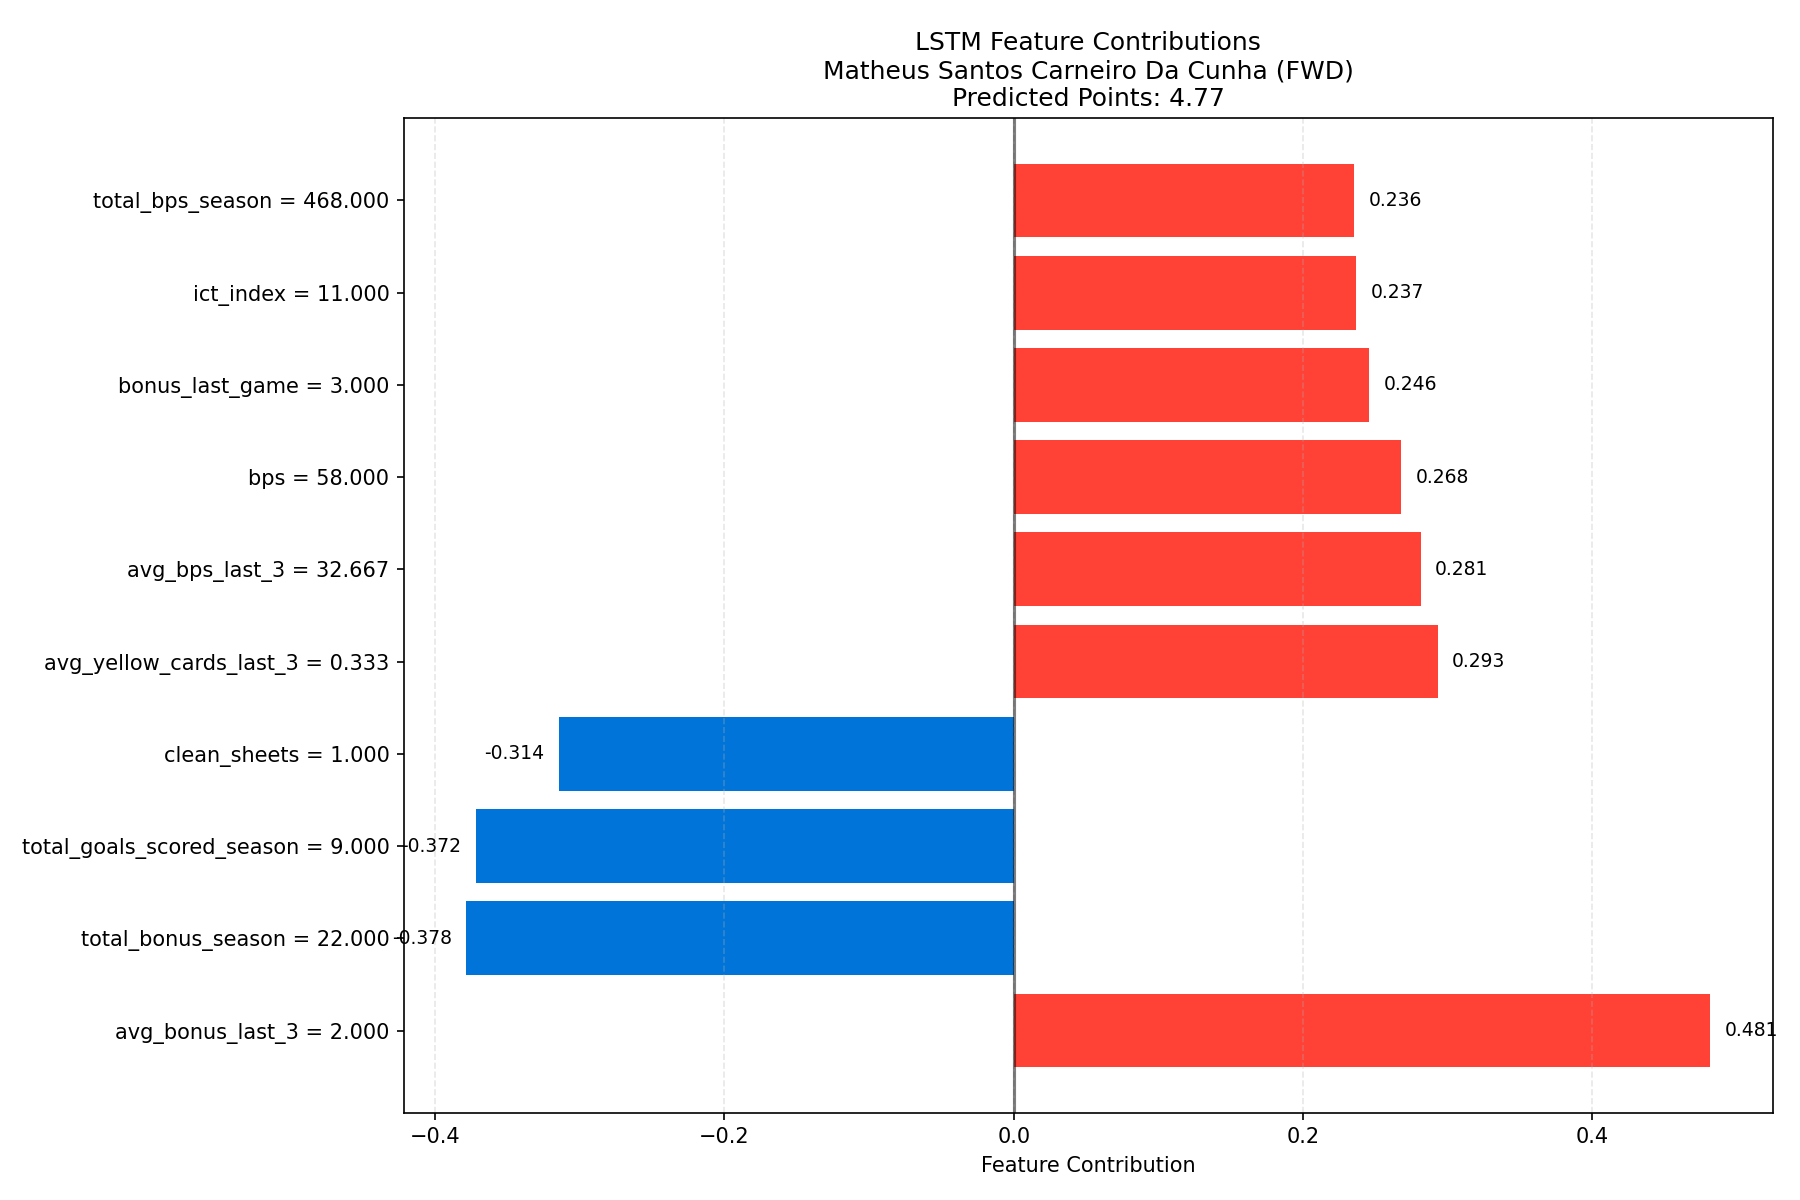 LSTM Feature Contributions
Matheus Santos Carneiro Da Cunha (FWD)
Predicted Points: 4.77
total_bps_season = 468.000
0.236
ict_index = 11.000
0.237
bonus_last_game = 3.000
0.246
bps = 58.000
0.268
avg_bps_last_3 = 32.667
0.281
avg_yellow_cards_last_3 = 0.333
0.293
clean_sheets = 1.000
-0.314
total_goals_scored_season = 9.000
-0.372
total_bonus_season = 22.000
-0.378
avg_bonus_last_3 = 2.000
0.481
−0.4 −0.2 0.0 0.2 0.4
Feature Contribution